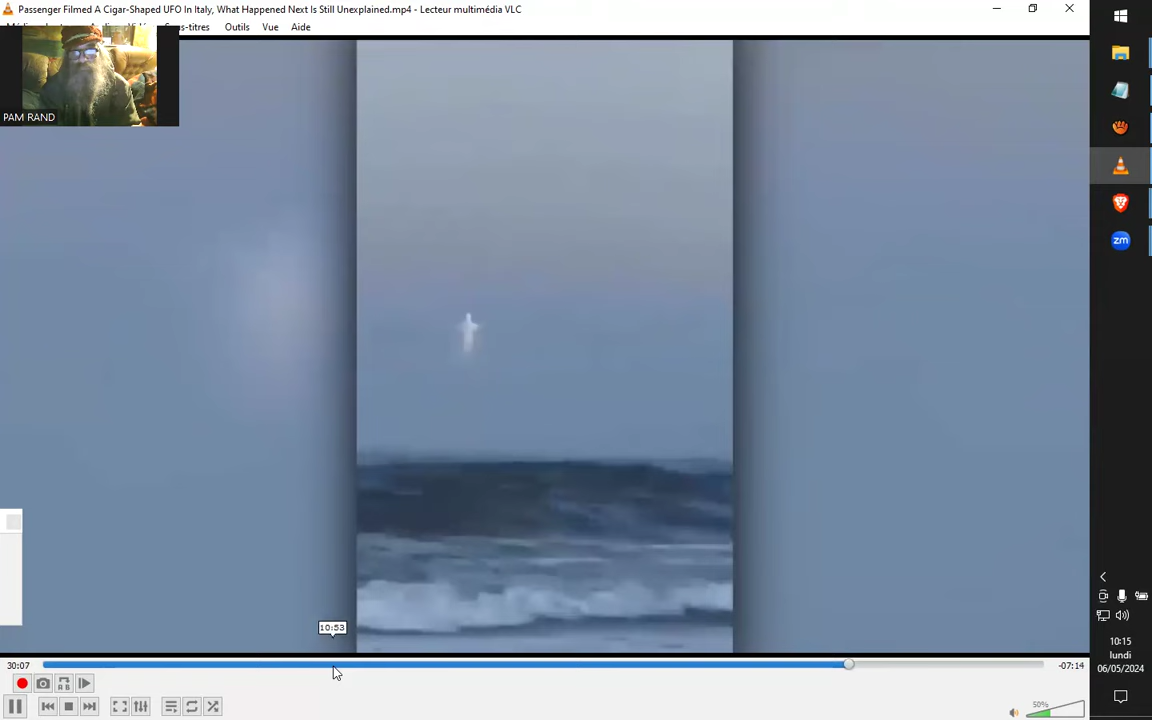 Passenger Filmed A Cigar-Shaped UFO In Italy, What Happened Next Is Still Unexplained.mp4 - Lecteur multimédia VLC
Outils Vue Aide
PAM RAND
zm
10:53
30:07
-07:14
50%
10:15
lundi
06/05/2024